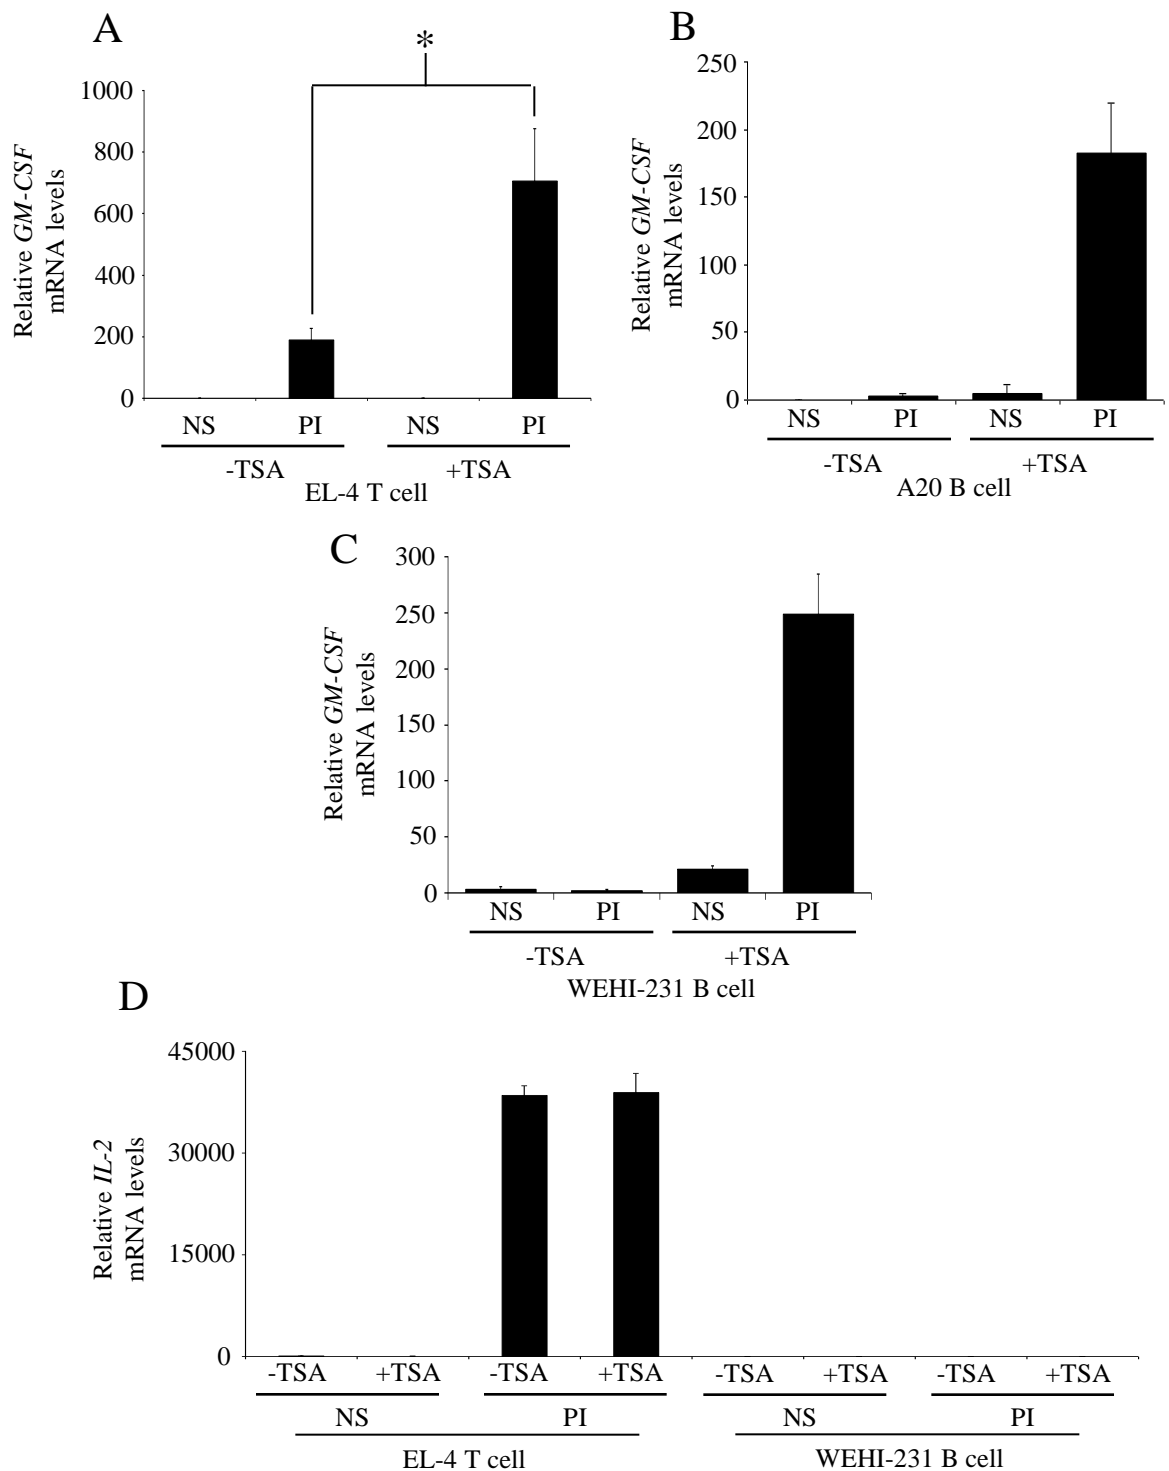 A
*
Relative GM-CSF
mRNA levels
1000
800
600
400
200
0
NS PI NS PI
-TSA +TSA
EL-4 T cell
B
Relative GM-CSF
mRNA levels
250
200
150
100
50
0
NS PI NS PI
-TSA +TSA
A20 B cell
C
Relative GM-CSF
mRNA levels
300
250
200
150
100
50
0
NS PI NS PI
-TSA +TSA
WEHI-231 B cell
D
Relative IL-2
mRNA levels
45000
30000
15000
0
-TSA +TSA -TSA +TSA -TSA +TSA -TSA +TSA
NS PI NS PI
EL-4 T cell WEHI-231 B cell